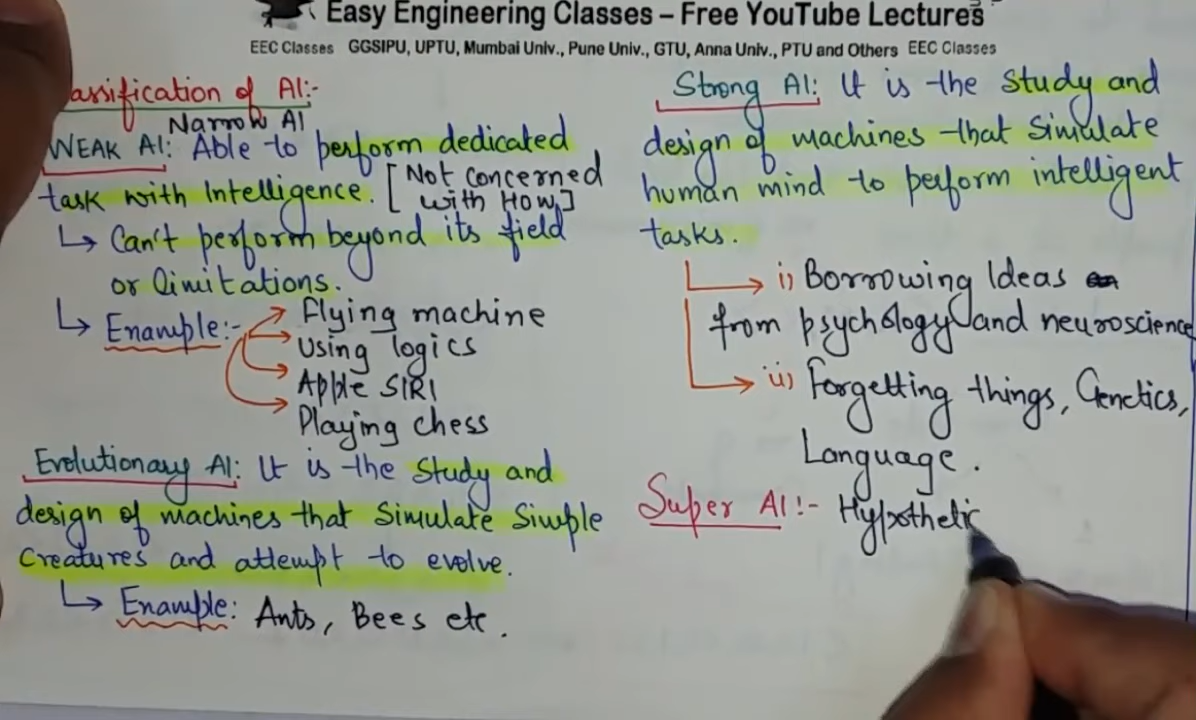 Easy Engineering Classes – Free YouTube Lectures
EEC Classes GGSIPU, UPTU, Mumbai Univ., Pune Univ., GTU, Anna Univ., PTU and Others EEC Classes
assification of AI:-
Narrow AI
WEAK AI: Able to perform dedicated
task with Intelligence. [Not concerned
with How]
↳ Can't perform beyond its field
or limitations.
↳ Example:-
Flying machine
Using logics
Apple SIRI
Playing chess
Evolutionary AI: It is the study and
design of machines that simulate simple
creatures and attempt to evolve.
↳ Example: Ants, Bees etc.
Strong AI: It is the study and
design of machines that simulate
human mind to perform intelligent
tasks.
i) Borrowing Ideas
from psychology and neuroscience
ii) Forgetting things, Genetics,
Language.
Super AI:- Hypothetic